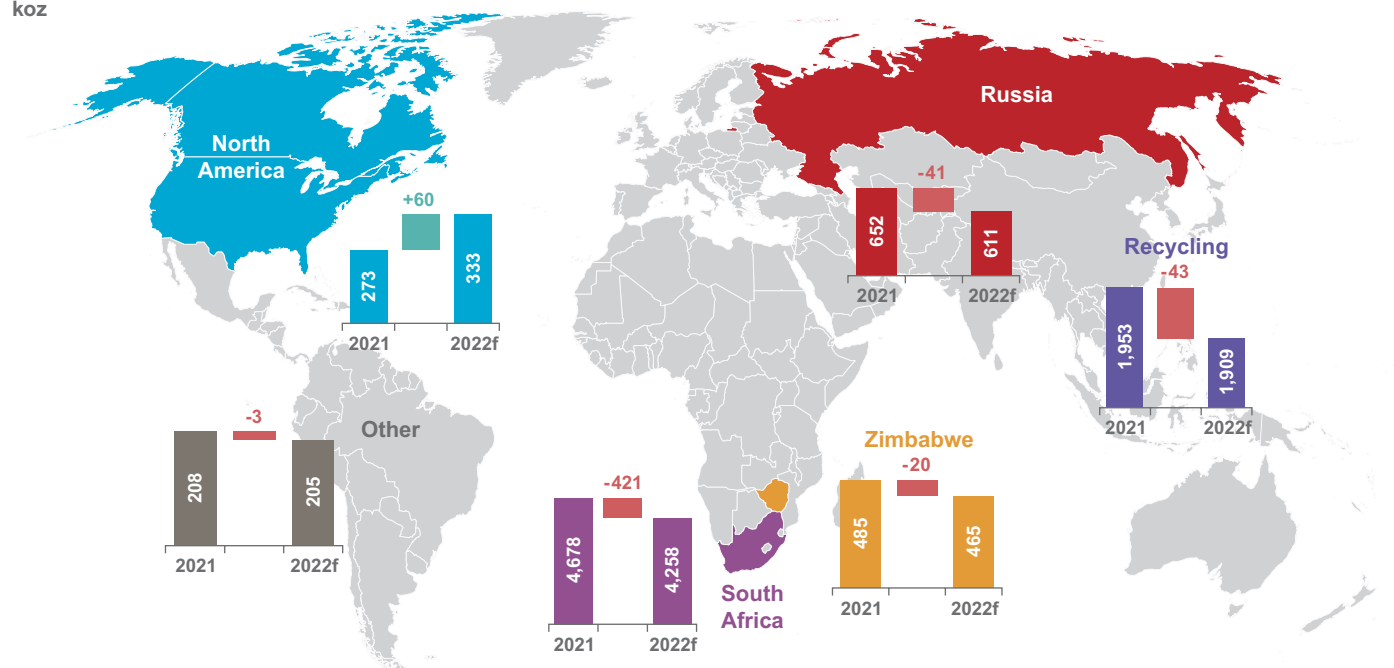 koz
North
America
+60
273
333
2021
2022f
Russia
-41
652
611
2021
2022f
Recycling
-43
1,953
1,909
2021
2022f
Other
-3
208
205
2021
2022f
South
Africa
-421
4,678
4,258
2021
2022f
Zimbabwe
-20
485
465
2021
2022f